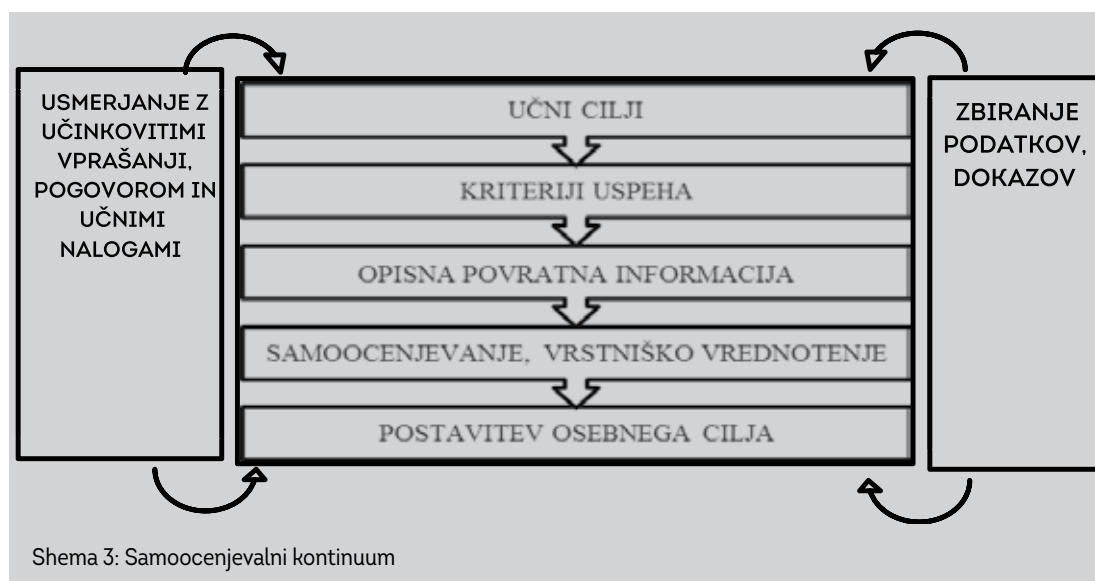 USMERJANJE Z
UČINKOVITIMI
VPRAŠANJI,
POGOVOROM IN
UČNIMI
NALOGAMI
UČNI CILJI
KRITERIJI USPEHA
OPISNA POVRATNA INFORMACIJA
SAMOOCENJEVANJE, VRSTNIŠKO VREDNOTENJE
POSTAVITEV OSEBNEGA CILJA
ZBIRANJE
PODATKOV,
DOKAZOV
Shema 3: Samoocenjevalni kontinuum